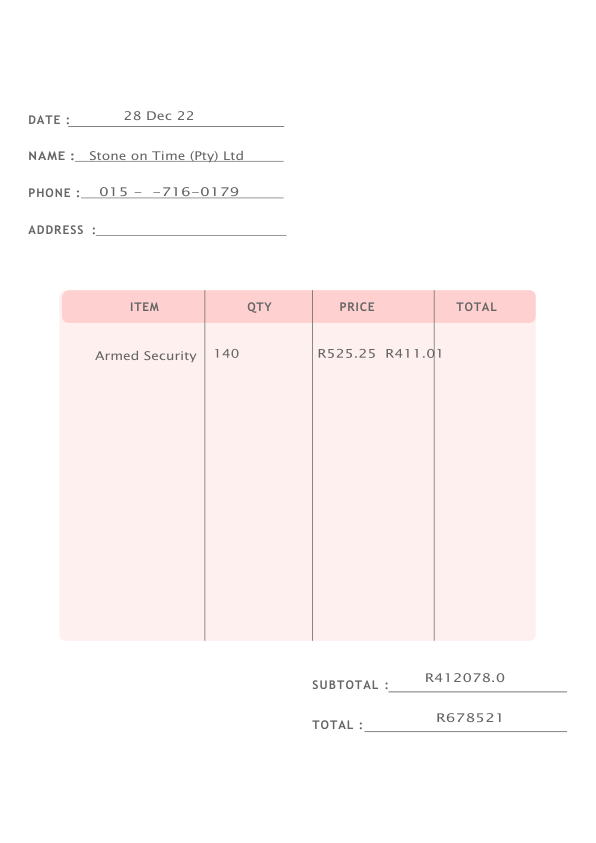 DATE : 28 Dec 22
NAME : Stone on Time (Pty) Ltd
PHONE : 015 – –716–0179
ADDRESS :
ITEM QTY PRICE TOTAL
Armed Security 140 R525.25 R411.01
SUBTOTAL : R412078.0
TOTAL : R678521